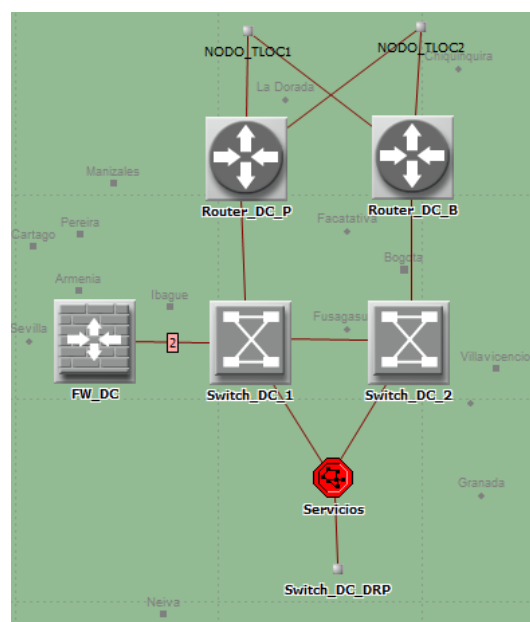 NODO_TLOC1
NODO_TLOC2
Chiquinquira
La Dorada
Manizales
Router_DC_P
Router_DC_B
Pereira
Facatativa
Cartago
Bogota
Armenia
Ibague
Sevilla
Fusagasu
2
Villavicencio
FW_DC
Switch_DC_1
Switch_DC_2
Granada
Servicios
Switch_DC_DRP
Neiva